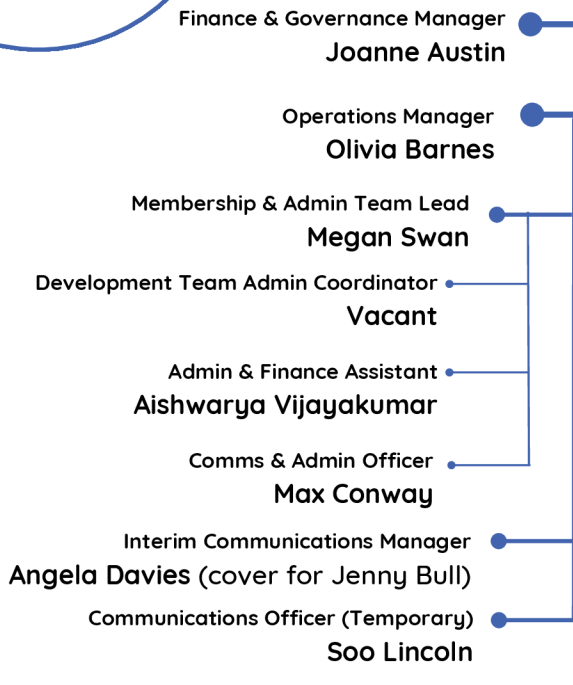 Finance & Governance Manager
Joanne Austin
Operations Manager
Olivia Barnes
Membership & Admin Team Lead
Megan Swan
Development Team Admin Coordinator
Vacant
Admin & Finance Assistant
Aishwarya Vijayakumar
Comms & Admin Officer
Max Conway
Interim Communications Manager
Angela Davies (cover for Jenny Bull)
Communications Officer (Temporary)
Soo Lincoln